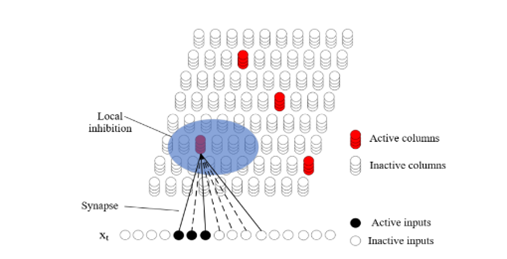 Local
inhibition
Active columns
Inactive columns
Synapse
Active inputs
xt
Inactive inputs